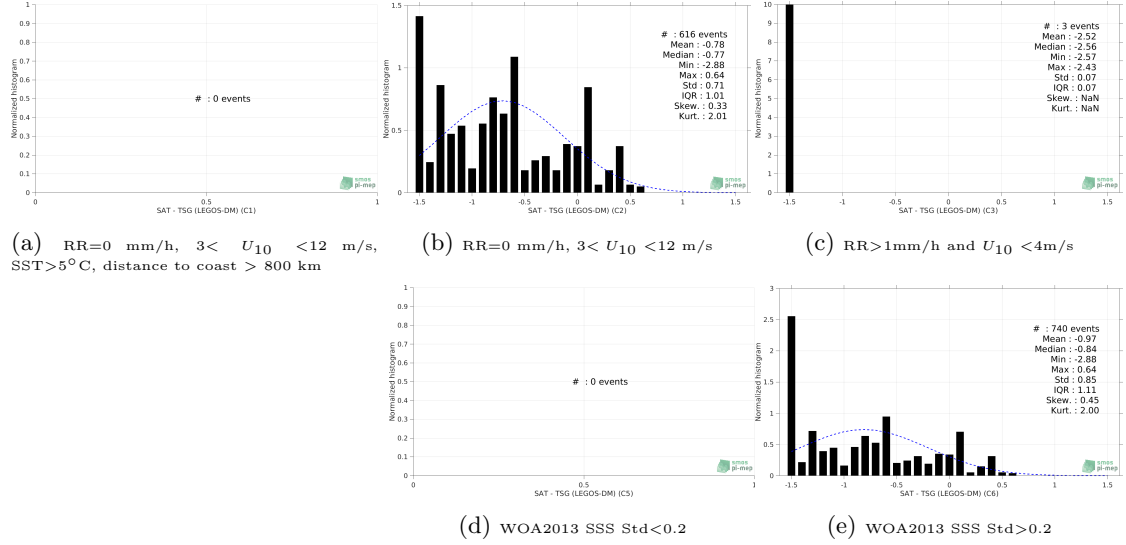 1
0.9
0.8
0.7
0.6
0.5
0.4
0.3
0.2
0.1
0
Normalized histogram
# : 0 events
0 0.5 1
SAT - TSG (LEGOS-DM) (C1)
smos
pi-mep
(a) RR=0 mm/h, 3< U10 <12 m/s,
SST>5°C, distance to coast > 800 km
1.5
1
0.5
0
Normalized histogram
# : 616 events
Mean : -0.78
Median : -0.77
Min : -2.88
Max : 0.64
Std : 0.71
IQR : 1.01
Skew. : 0.33
Kurt. : 2.01
-1.5 -1 -0.5 0 0.5 1 1.5
SAT - TSG (LEGOS-DM) (C2)
smos
pi-mep
(b) RR=0 mm/h, 3< U10 <12 m/s
10
9
8
7
6
5
4
3
2
1
0
Normalized histogram
# : 3 events
Mean : -2.52
Median : -2.56
Min : -2.57
Max : -2.43
Std : 0.07
IQR : 0.07
Skew. : NaN
Kurt. : NaN
-1.5 -1 -0.5 0 0.5 1 1.5
SAT - TSG (LEGOS-DM) (C3)
smos
pi-mep
(c) RR>1mm/h and U10 <4m/s
1
0.9
0.8
0.7
0.6
0.5
0.4
0.3
0.2
0.1
0
Normalized histogram
# : 0 events
0 0.5 1
SAT - TSG (LEGOS-DM) (C5)
smos
pi-mep
(d) WOA2013 SSS Std<0.2
3
2.5
2
1.5
1
0.5
0
Normalized histogram
# : 740 events
Mean : -0.97
Median : -0.84
Min : -2.88
Max : 0.64
Std : 0.85
IQR : 1.11
Skew. : 0.45
Kurt. : 2.00
-1.5 -1 -0.5 0 0.5 1 1.5
SAT - TSG (LEGOS-DM) (C6)
smos
pi-mep
(e) WOA2013 SSS Std>0.2